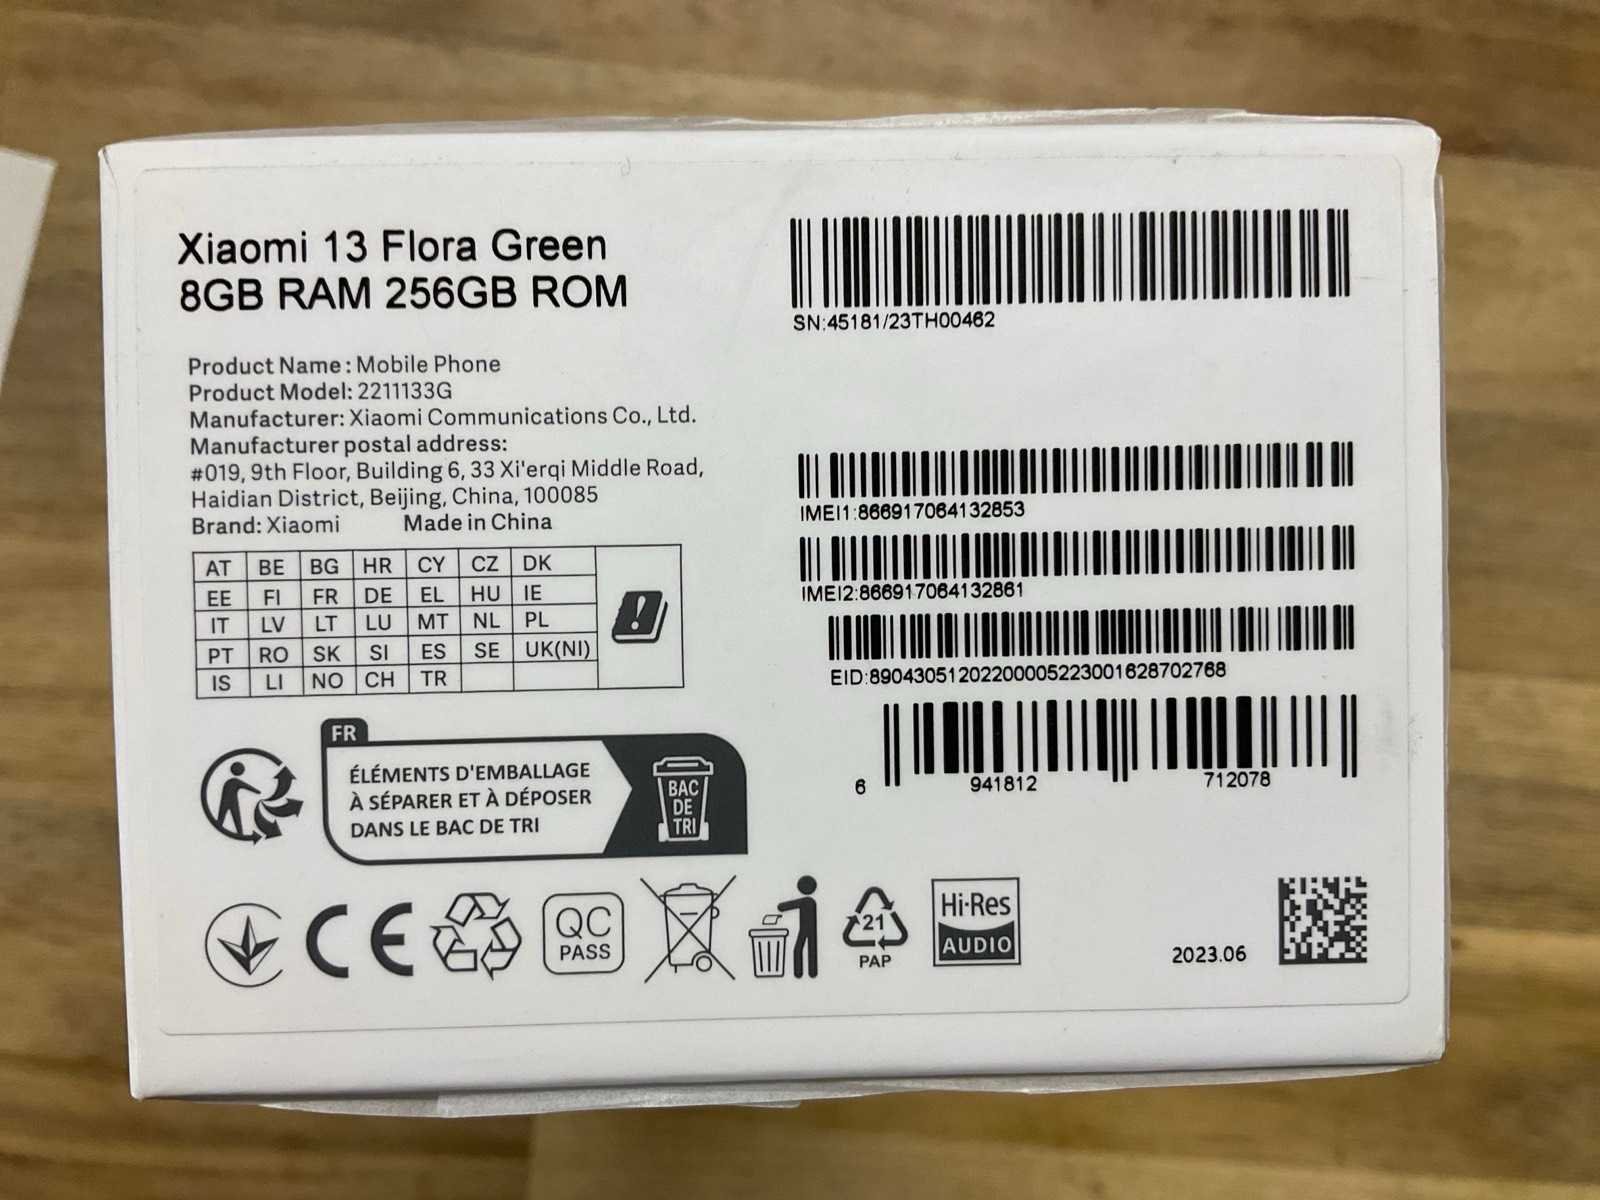 Xiaomi 13 Flora Green
8GB RAM 256GB ROM
Product Name : Mobile Phone
Product Model: 2211133G
Manufacturer: Xiaomi Communications Co., Ltd.
Manufacturer postal address:
#019, 9th Floor, Building 6, 33 Xi'erqi Middle Road,
Haidian District, Beijing, China, 100085
Brand: Xiaomi Made in China
AT BE BG HR CY CZ DK
EE FI FR DE EL HU IE
IT LV LT LU MT NL PL
PT RO SK SI ES SE UK(NI)
IS LI NO CH TR
!
FR
ÉLÉMENTS D'EMBALLAGE
À SÉPARER ET À DÉPOSER
DANS LE BAC DE TRI
BAC
DE
TRI
CE
QC
PASS
21
PAP
Hi-Res
AUDIO
SN:45181/23TH00462
IMEI1:866917064132853
IMEI2:866917064132861
EID:89043051202200005223001628702768
6 941812 712078
2023.06